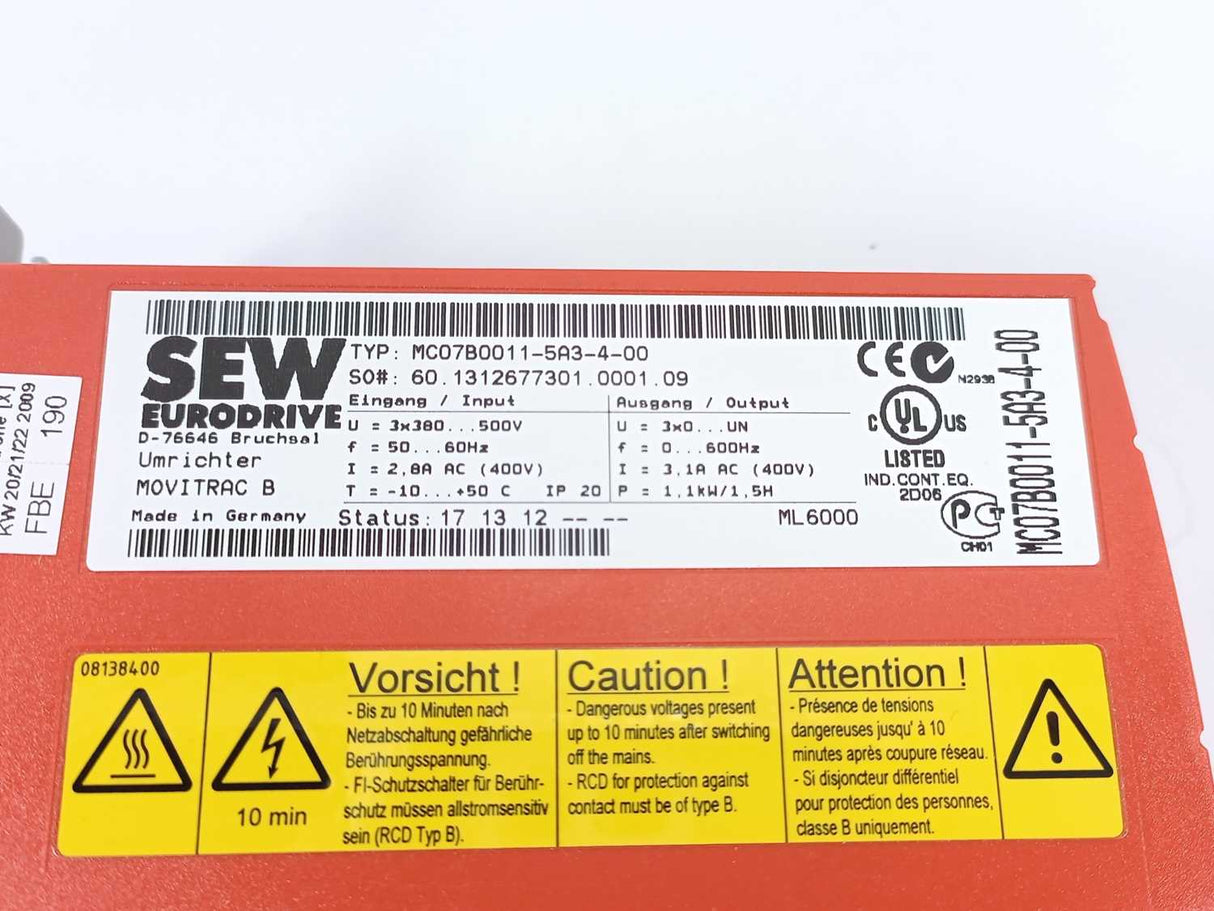 SEW
EURODRIVE
D-76646 Bruchsal
Umrichter
MOVITRAC B
Made in Germany
TYP: MC07B0011-5A3-4-00
SO#: 60.1312677301.0001.09
Eingang / Input
U = 3x380...500V
f = 50...60Hz
I = 2,8A AC (400V)
T = -10...+50 C IP 20
Ausgang / Output
U = 3x0...UN
f = 0...600Hz
I = 3,1A AC (400V)
P = 1,1kW/1,5H
Status: 17 13 12 -- --
ML6000
CE
N2936
C UL US
LISTED
IND.CONT.EQ.
2D06
PCT
CH01
MC07B0011-5A3-4-00
[X]
KW 20/21/22 2009
FBE 190
08138400
10 min
Vorsicht !
- Bis zu 10 Minuten nach
Netzabschaltung gefährliche
Berührungsspannung.
- FI-Schutzschalter für Berühr-
schutz müssen allstromsensitiv
sein (RCD Typ B).
Caution !
- Dangerous voltages present
up to 10 minutes after switching
off the mains.
- RCD for protection against
contact must be of type B.
Attention !
- Présence de tensions
dangereuses jusqu' à 10
minutes après coupure réseau.
- Si disjoncteur différentiel
pour protection des personnes,
classe B uniquement.